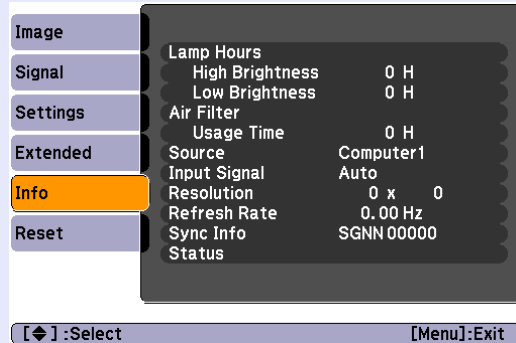 Image
Signal
Settings
Extended
Info
Reset
Lamp Hours
High Brightness 0 H
Low Brightness 0 H
Air Filter
Usage Time 0 H
Source Computer1
Input Signal Auto
Resolution 0 x 0
Refresh Rate 0.00 Hz
Sync Info SGNN 00000
Status
[◆] :Select [Menu]:Exit